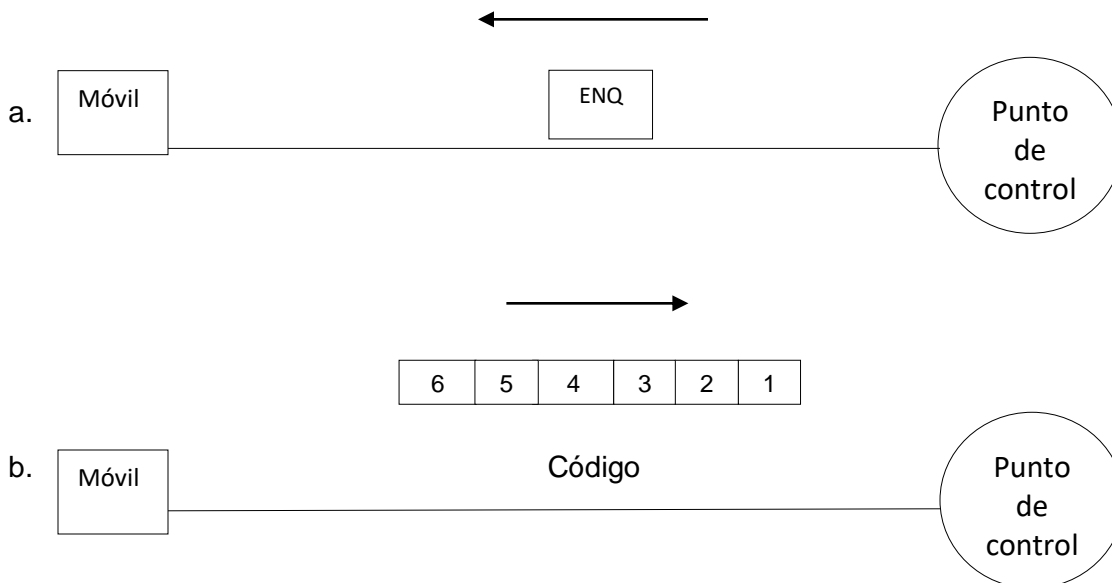 a.
Móvil
ENQ
Punto
de
control
6 5 4 3 2 1
b.
Móvil
Código
Punto
de
control